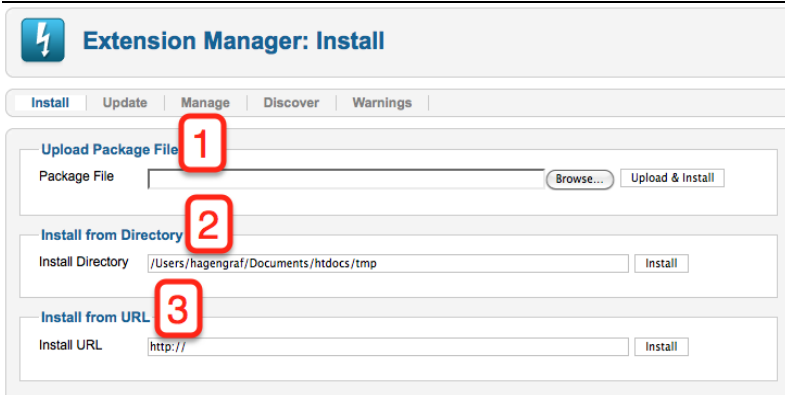 Extension Manager: Install
Install Update Manage Discover Warnings
1
Upload Package File
Package File Browse... Upload & Install
2
Install from Directory
Install Directory /Users/hagengraf/Documents/htdocs/tmp Install
3
Install from URL
Install URL http:// Install